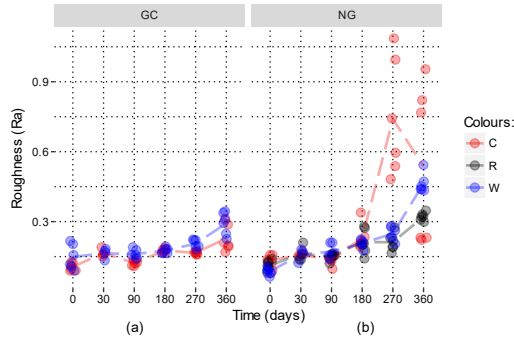 GC NG
Roughness (Ra)
0.9
0.6
0.3
0 30 90 180 270 360 0 30 90 180 270 360
Time (days)
(a) (b)
Colours:
C
R
W